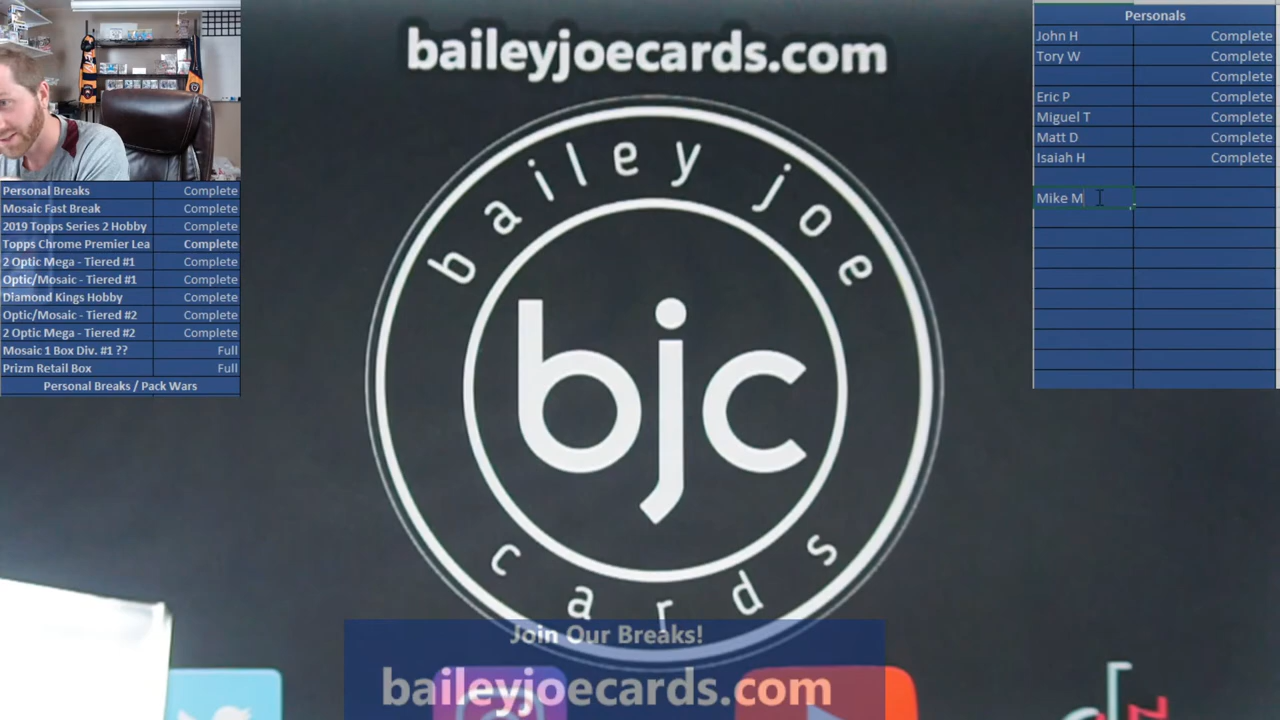 baileyjoecards.com
Personals
John H Complete
Tory W Complete
Complete
Eric P Complete
Miguel T Complete
Matt D Complete
Isaiah H Complete
Mike M
Personal Breaks Complete
Mosaic Fast Break Complete
2019 Topps Series 2 Hobby Complete
Topps Chrome Premier Lea Complete
2 Optic Mega - Tiered #1 Complete
Optic/Mosaic - Tiered #1 Complete
Diamond Kings Hobby Complete
Optic/Mosaic - Tiered #2 Complete
2 Optic Mega - Tiered #2 Complete
Mosaic 1 Box Div. #1 ?? Full
Prizm Retail Box Full
Personal Breaks / Pack Wars
bailey joe
bjc
cards
Join Our Breaks!
baileyjoecards.com